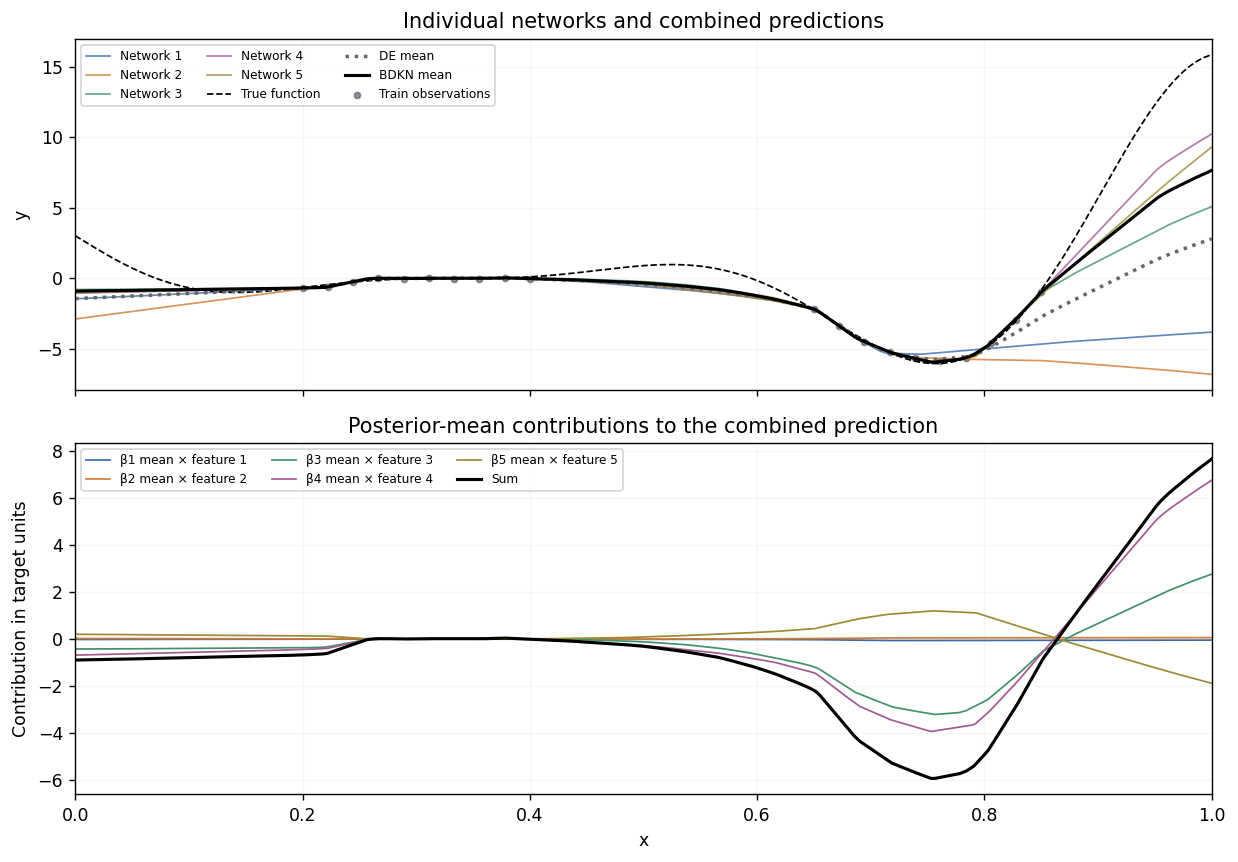 Individual networks and combined predictions
Network 1 Network 4 DE mean
Network 2 Network 5 BDKN mean
Network 3 True function Train observations
15
10
5
0
−5
y
Posterior-mean contributions to the combined prediction
β1 mean × feature 1 β3 mean × feature 3 β5 mean × feature 5
β2 mean × feature 2 β4 mean × feature 4 Sum
8
6
4
2
0
−2
−4
−6
Contribution in target units
0.0 0.2 0.4 0.6 0.8 1.0
x